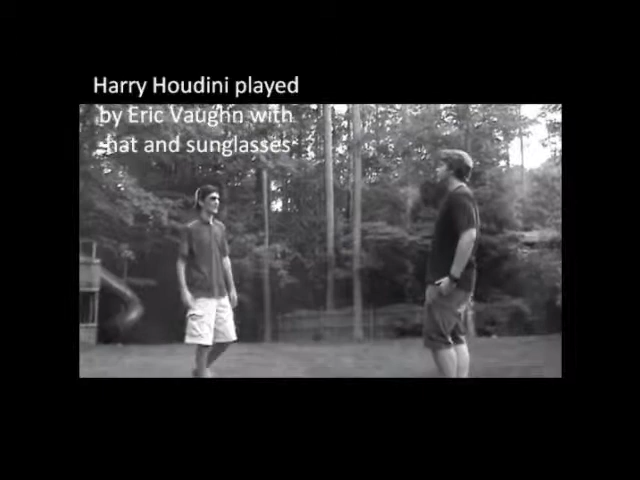 Harry Houdini played
by Eric Vaughn with
hat and sunglasses